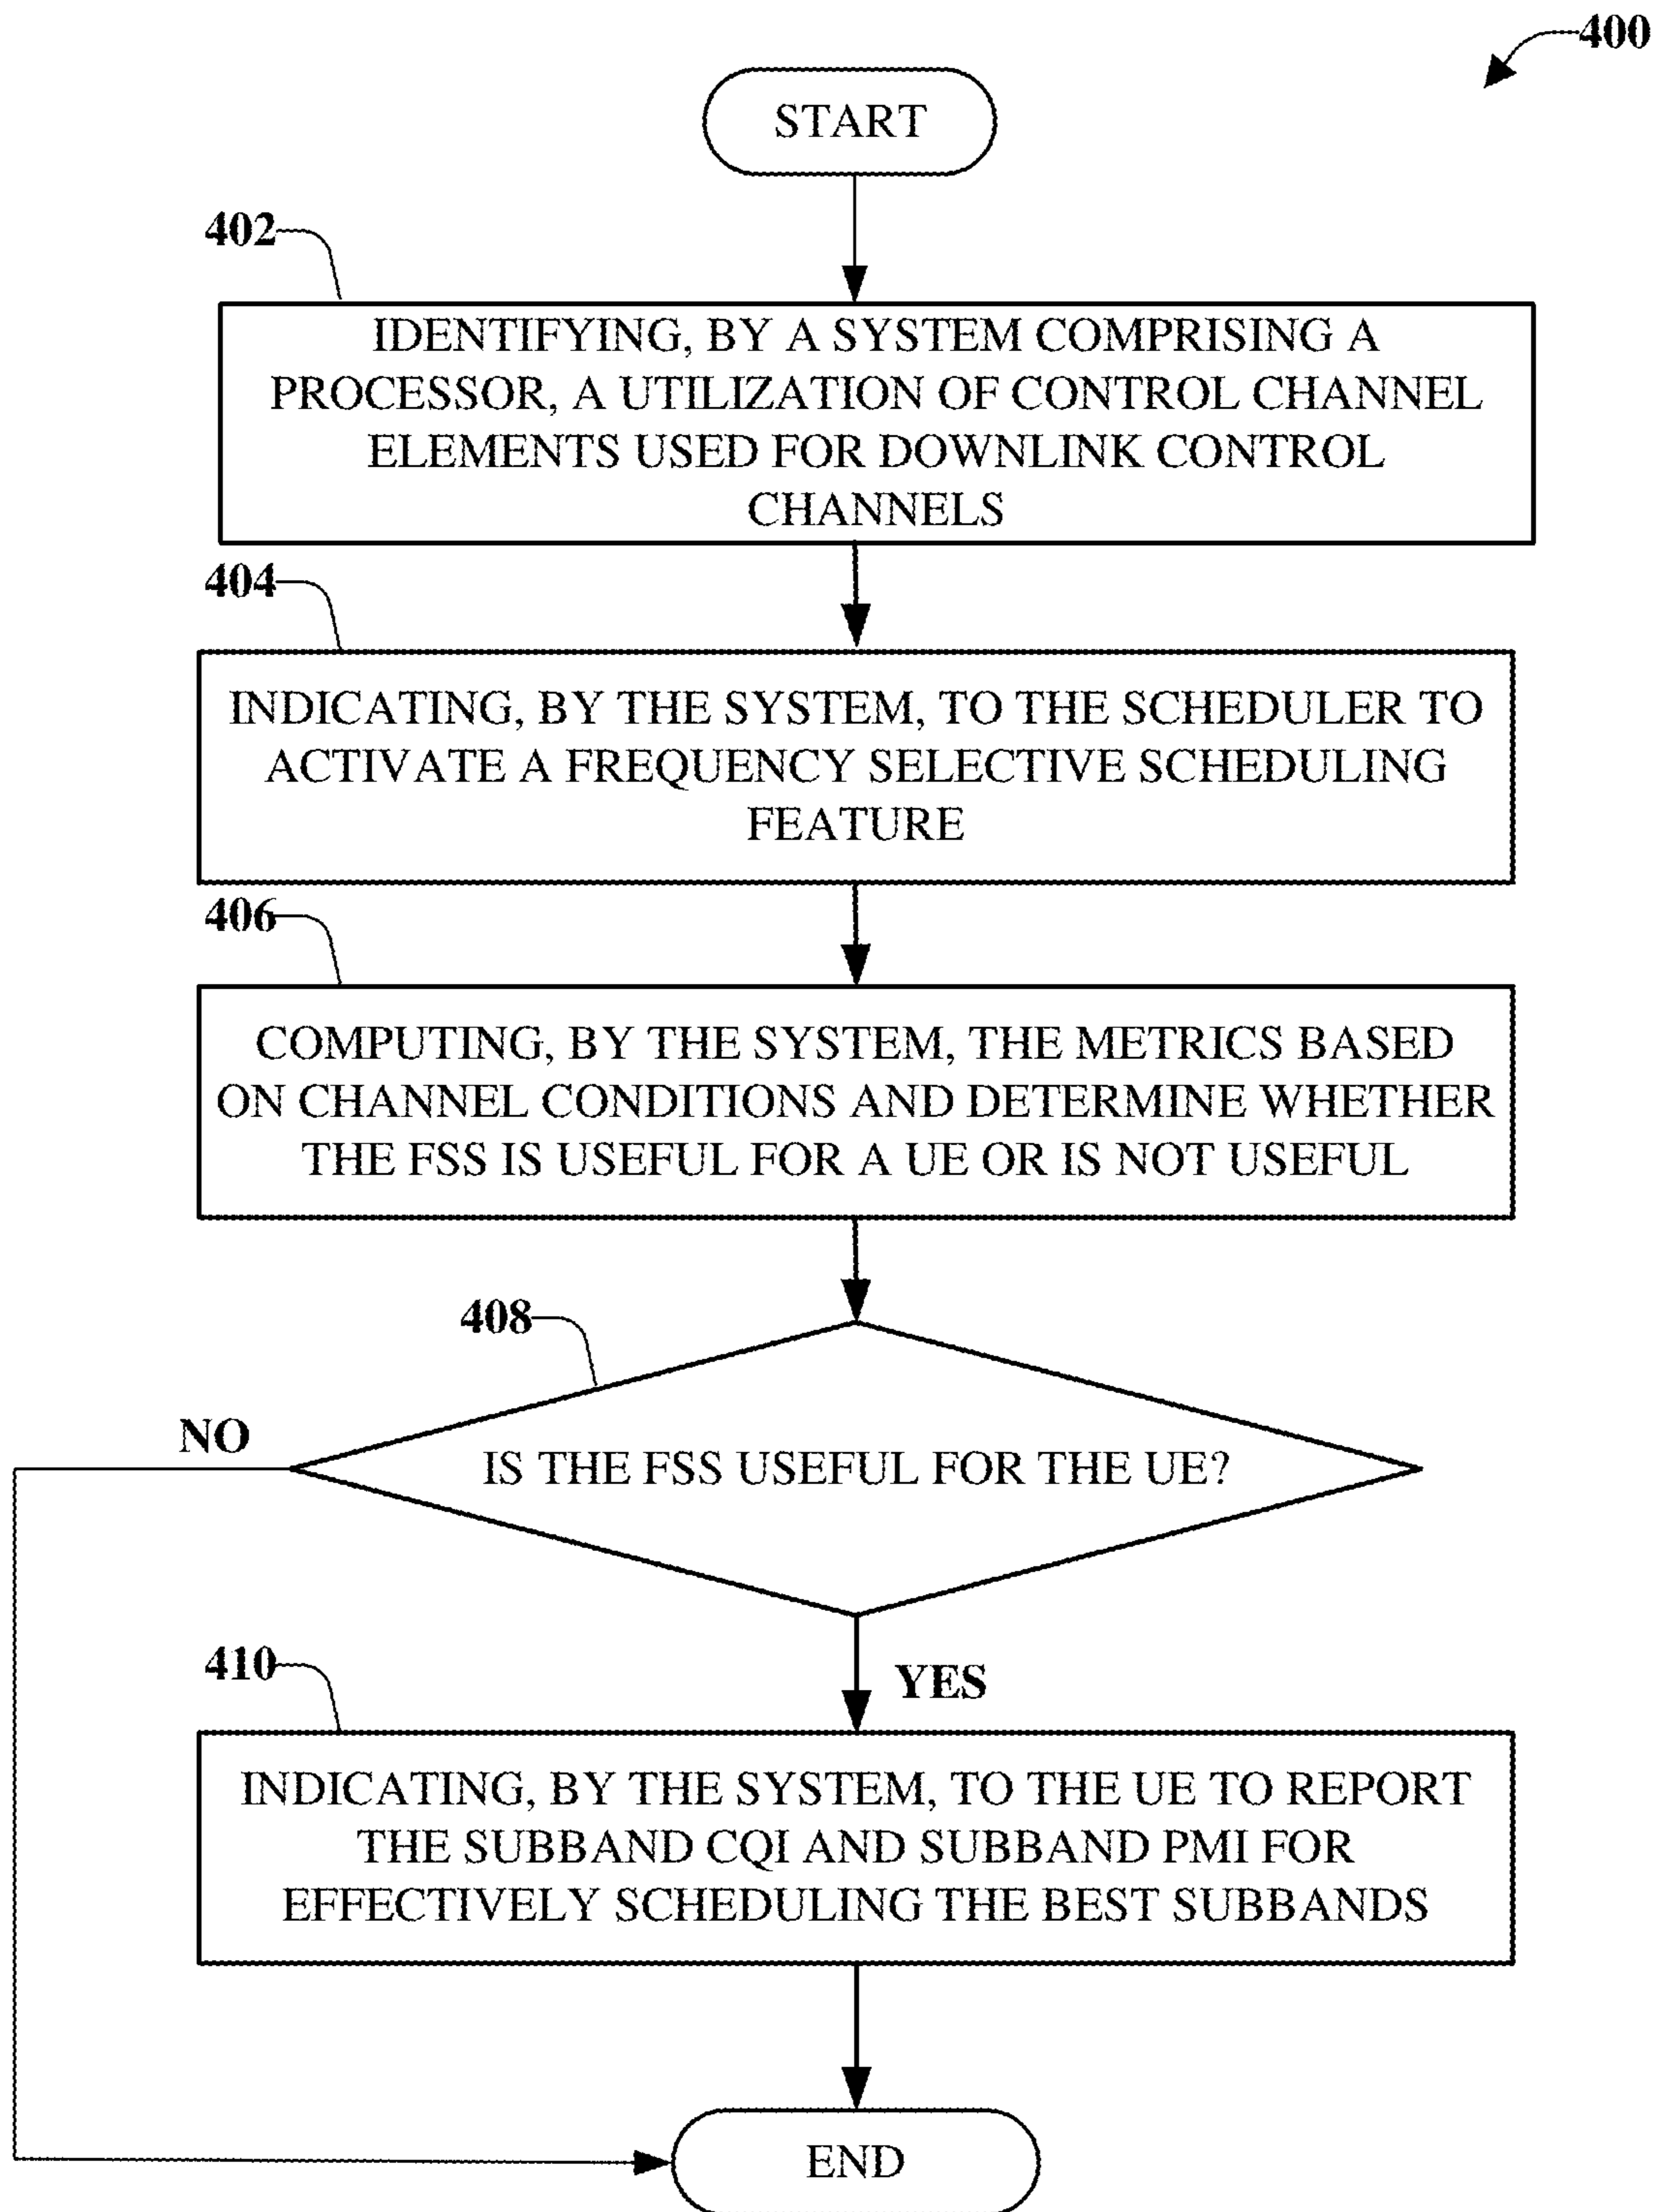 400
START
402
IDENTIFYING, BY A SYSTEM COMPRISING A
PROCESSOR, A UTILIZATION OF CONTROL CHANNEL
ELEMENTS USED FOR DOWNLINK CONTROL
CHANNELS
404
INDICATING, BY THE SYSTEM, TO THE SCHEDULER TO
ACTIVATE A FREQUENCY SELECTIVE SCHEDULING
FEATURE
406
COMPUTING, BY THE SYSTEM, THE METRICS BASED
ON CHANNEL CONDITIONS AND DETERMINE WHETHER
THE FSS IS USEFUL FOR A UE OR IS NOT USEFUL
408
NO
IS THE FSS USEFUL FOR THE UE?
410
YES
INDICATING, BY THE SYSTEM, TO THE UE TO REPORT
THE SUBBAND CQI AND SUBBAND PMI FOR
EFFECTIVELY SCHEDULING THE BEST SUBBANDS
END